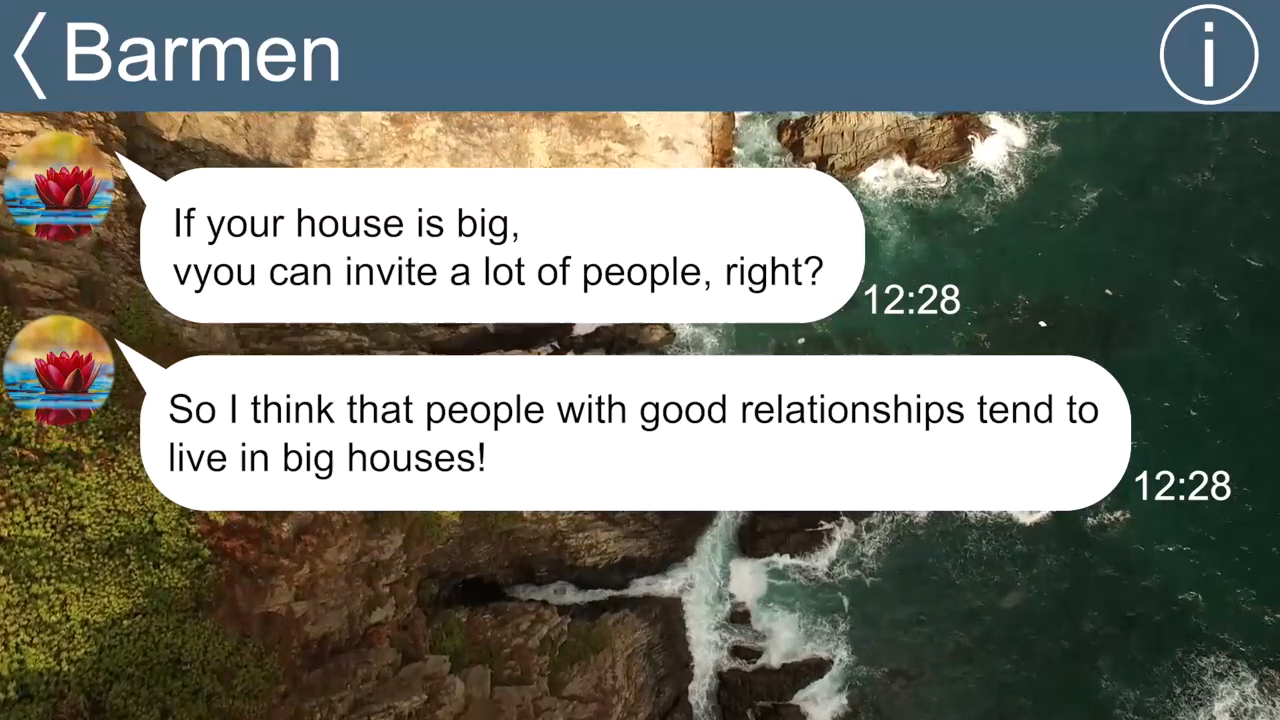 Barmen
i
If your house is big,
vyou can invite a lot of people, right?
12:28
So I think that people with good relationships tend to
live in big houses!
12:28